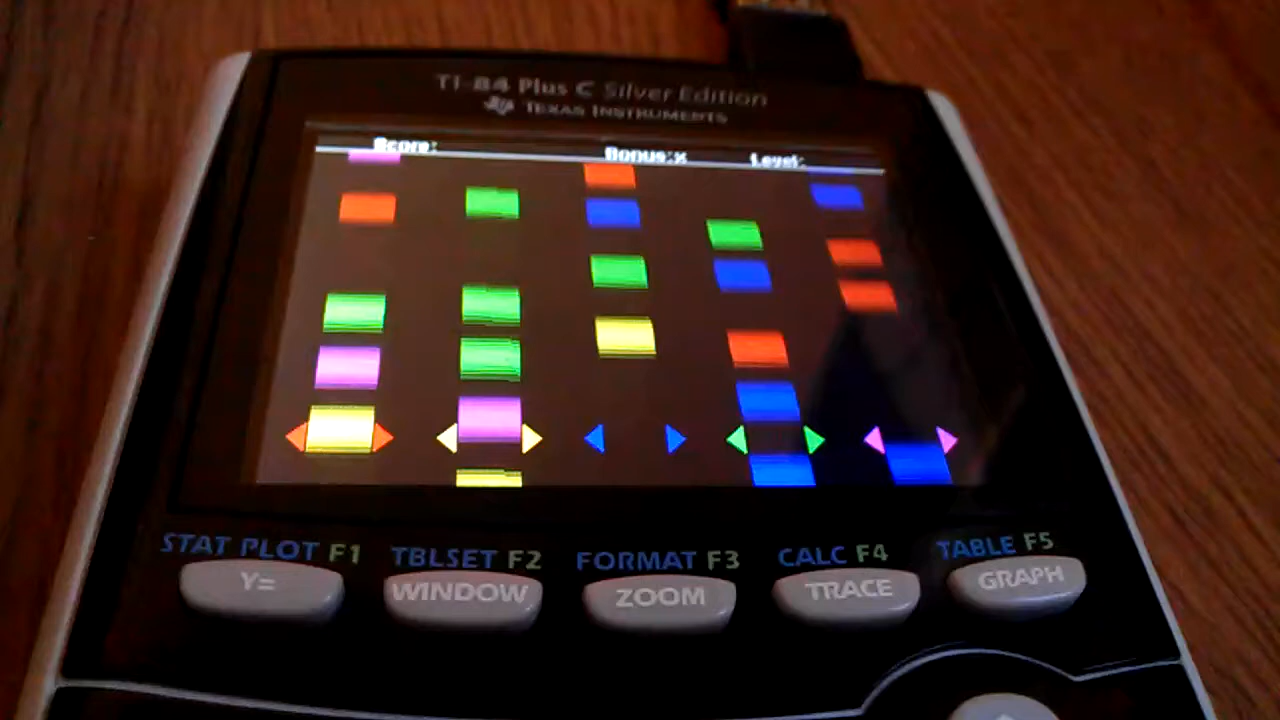 TI-84 Plus C Silver Edition
TEXAS INSTRUMENTS
Score: Bonus:x Level:
STAT PLOT F1 TBLSET F2 FORMAT F3 CALC F4 TABLE F5
Y= WINDOW ZOOM TRACE GRAPH